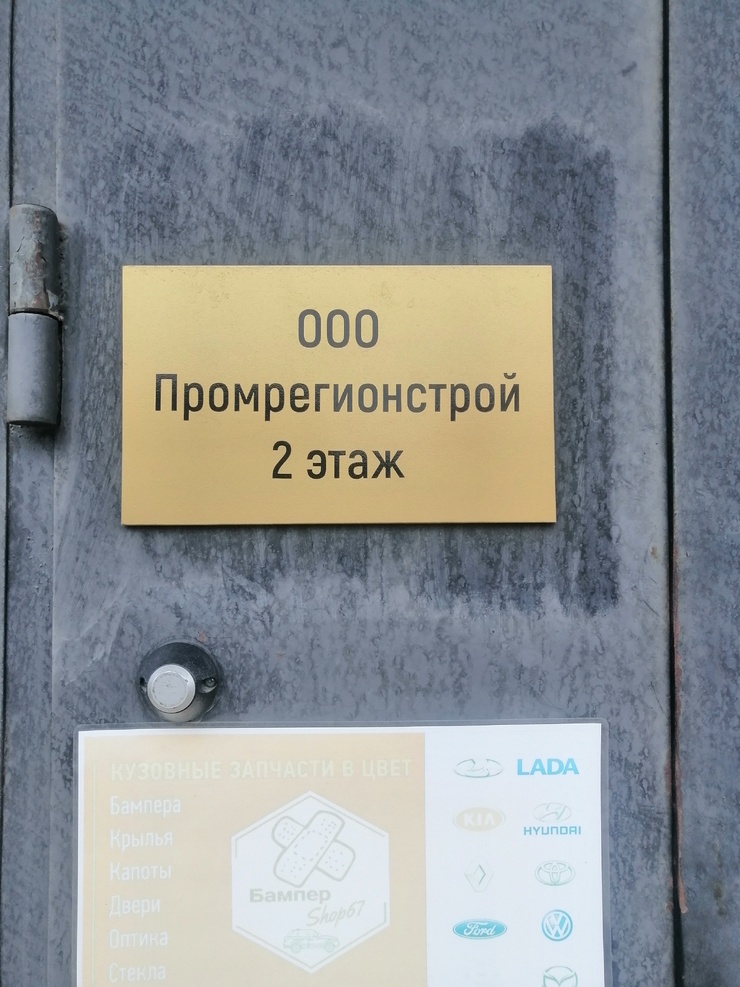 ООО
Промрегионстрой
2 этаж
КУЗОВНЫЕ ЗАПЧАСТИ В ЦВЕТ
Бампера
Крылья
Капоты
Двери
Оптика
Стекла
Бампер
Shop67
LADA
KIA
HYUNDAI
Ford